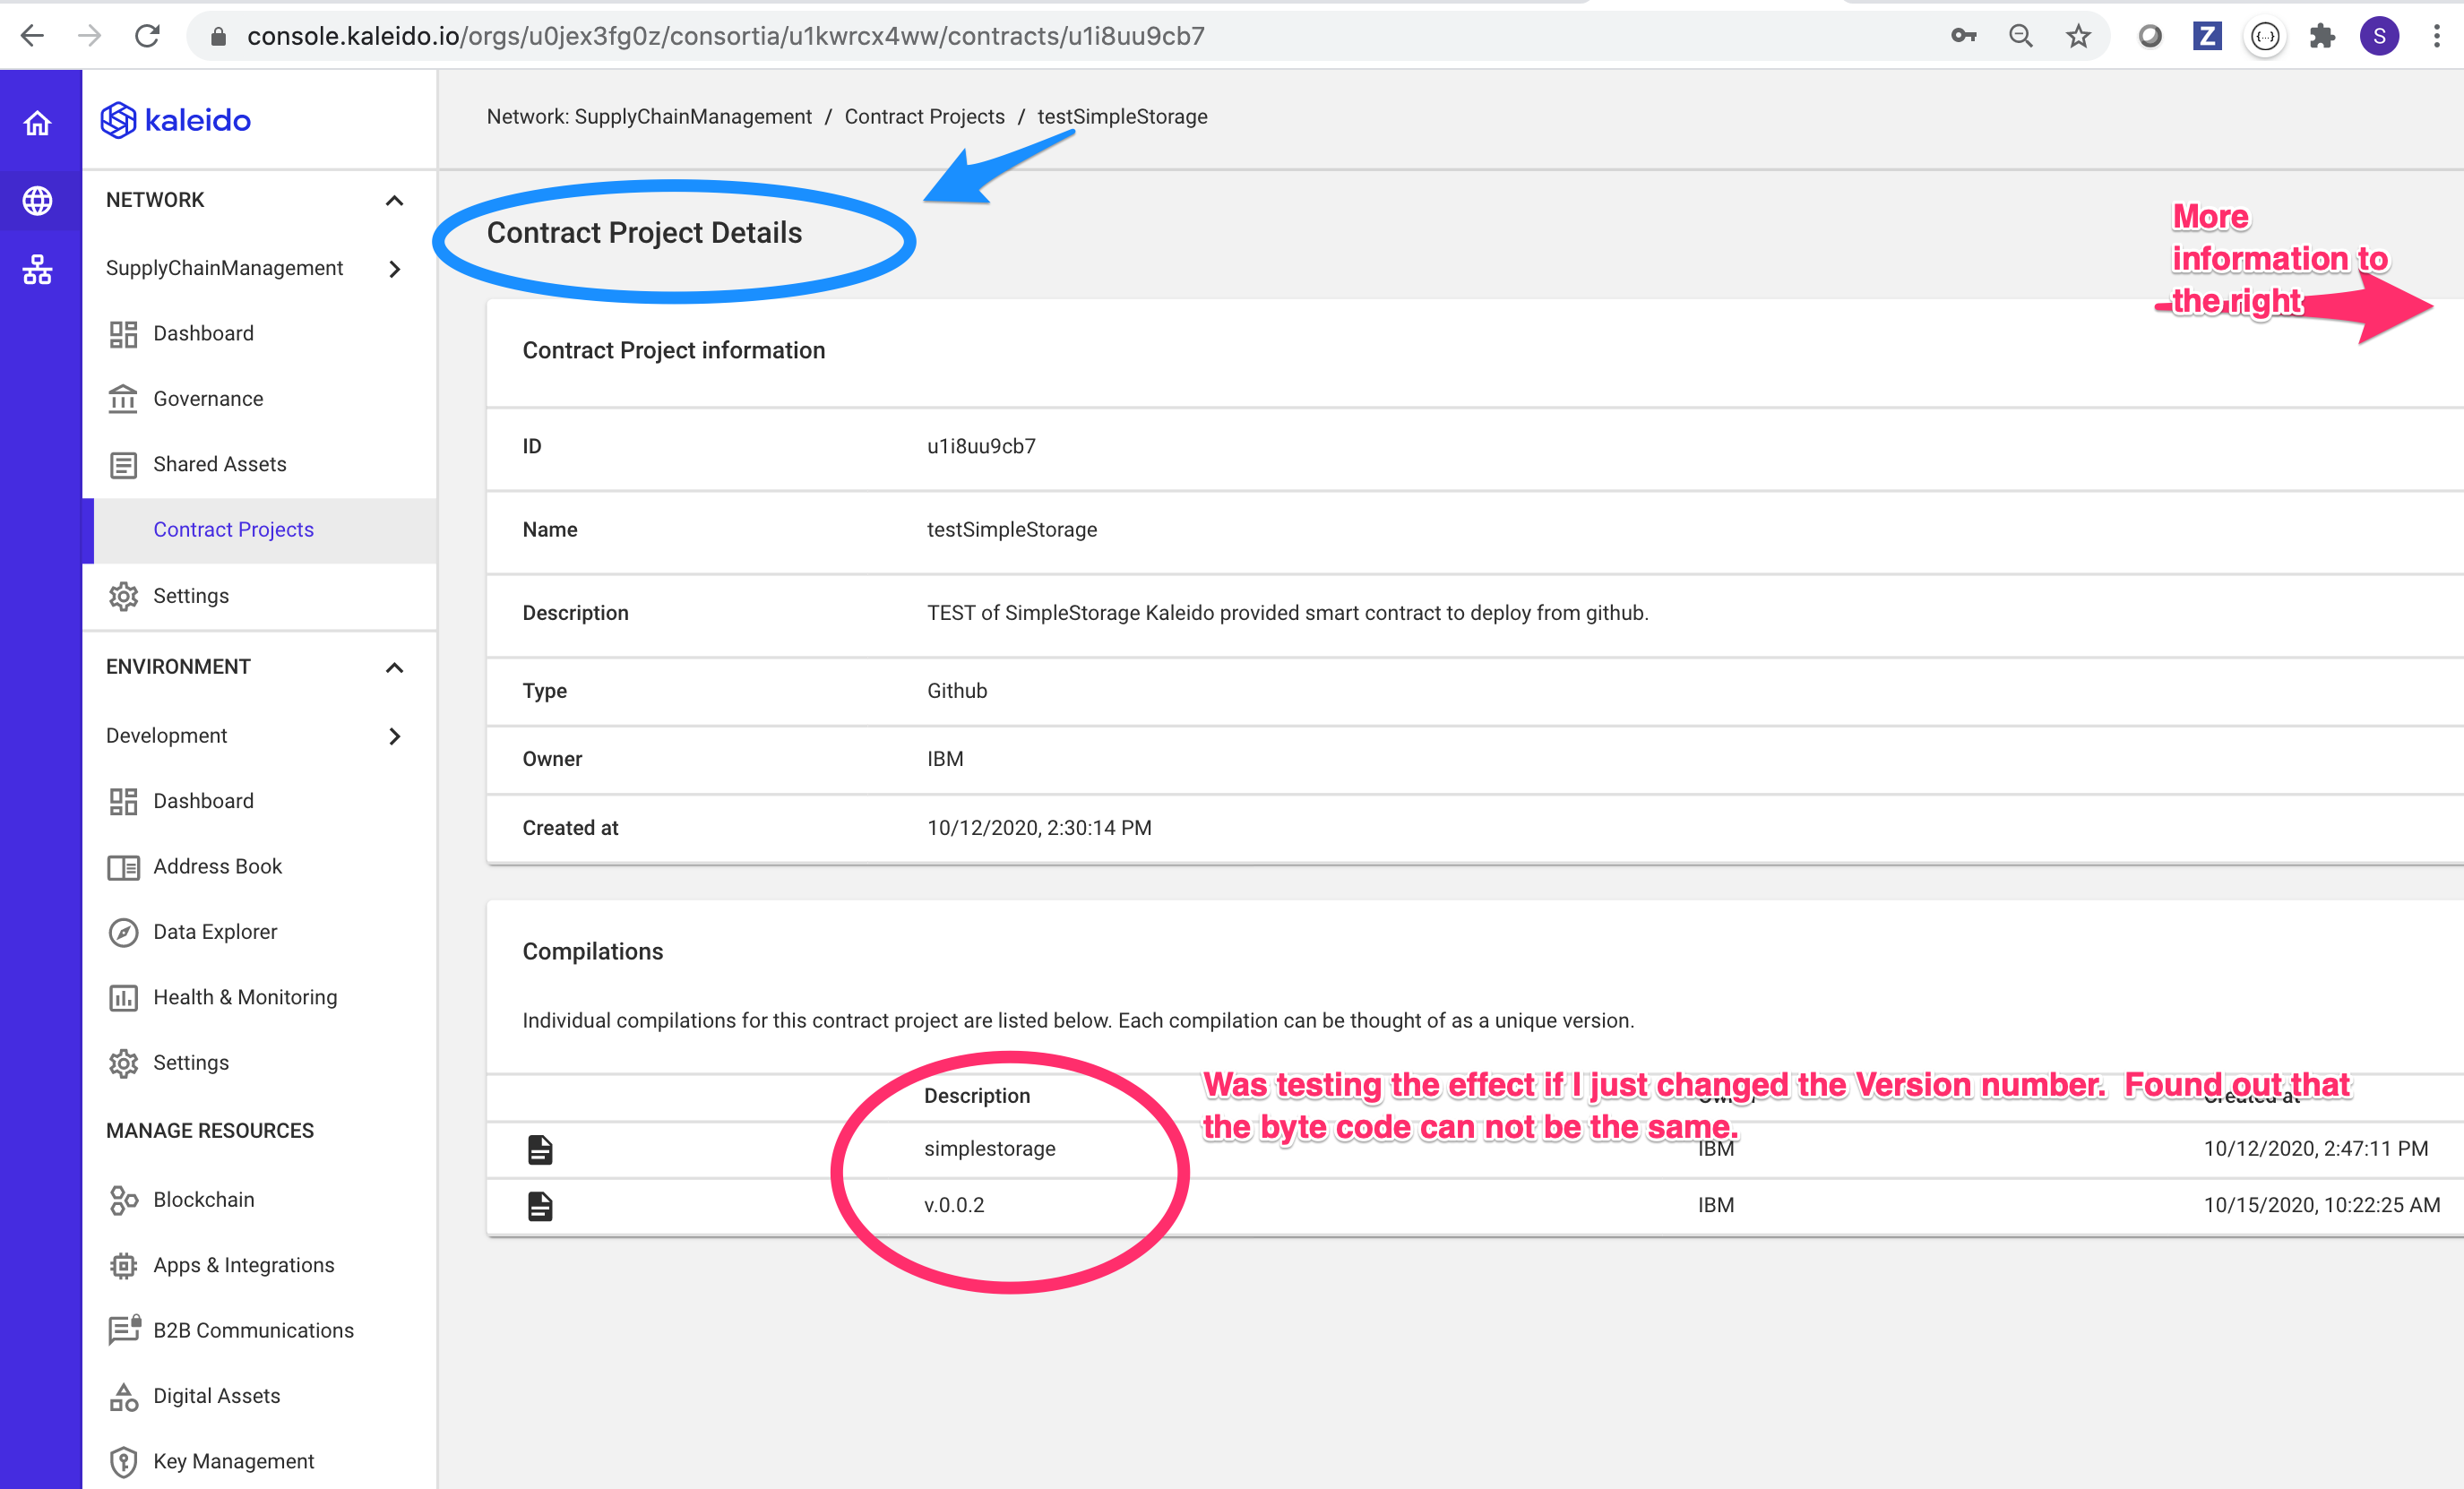 console.kaleido.io/orgs/u0jex3fg0z/consortia/u1kwrcx4ww/contracts/u1i8uu9cb7
Z
{...}
S
kaleido
Network: SupplyChainManagement / Contract Projects / testSimpleStorage
NETWORK
SupplyChainManagement
Dashboard
Governance
Shared Assets
Contract Projects
Settings
ENVIRONMENT
Development
Dashboard
Address Book
Data Explorer
Health & Monitoring
Settings
MANAGE RESOURCES
Blockchain
Apps & Integrations
B2B Communications
Digital Assets
Key Management
Contract Project Details
More
information to
the right
Contract Project information
ID u1i8uu9cb7
Name testSimpleStorage
Description TEST of SimpleStorage Kaleido provided smart contract to deploy from github.
Type Github
Owner IBM
Created at 10/12/2020, 2:30:14 PM
Compilations
Individual compilations for this contract project are listed below. Each compilation can be thought of as a unique version.
Was testing the effect if I just changed the Version number. Found out that
the byte code can not be the same.
Description Owner Created at
simplestorage IBM 10/12/2020, 2:47:11 PM
v.0.0.2 IBM 10/15/2020, 10:22:25 AM